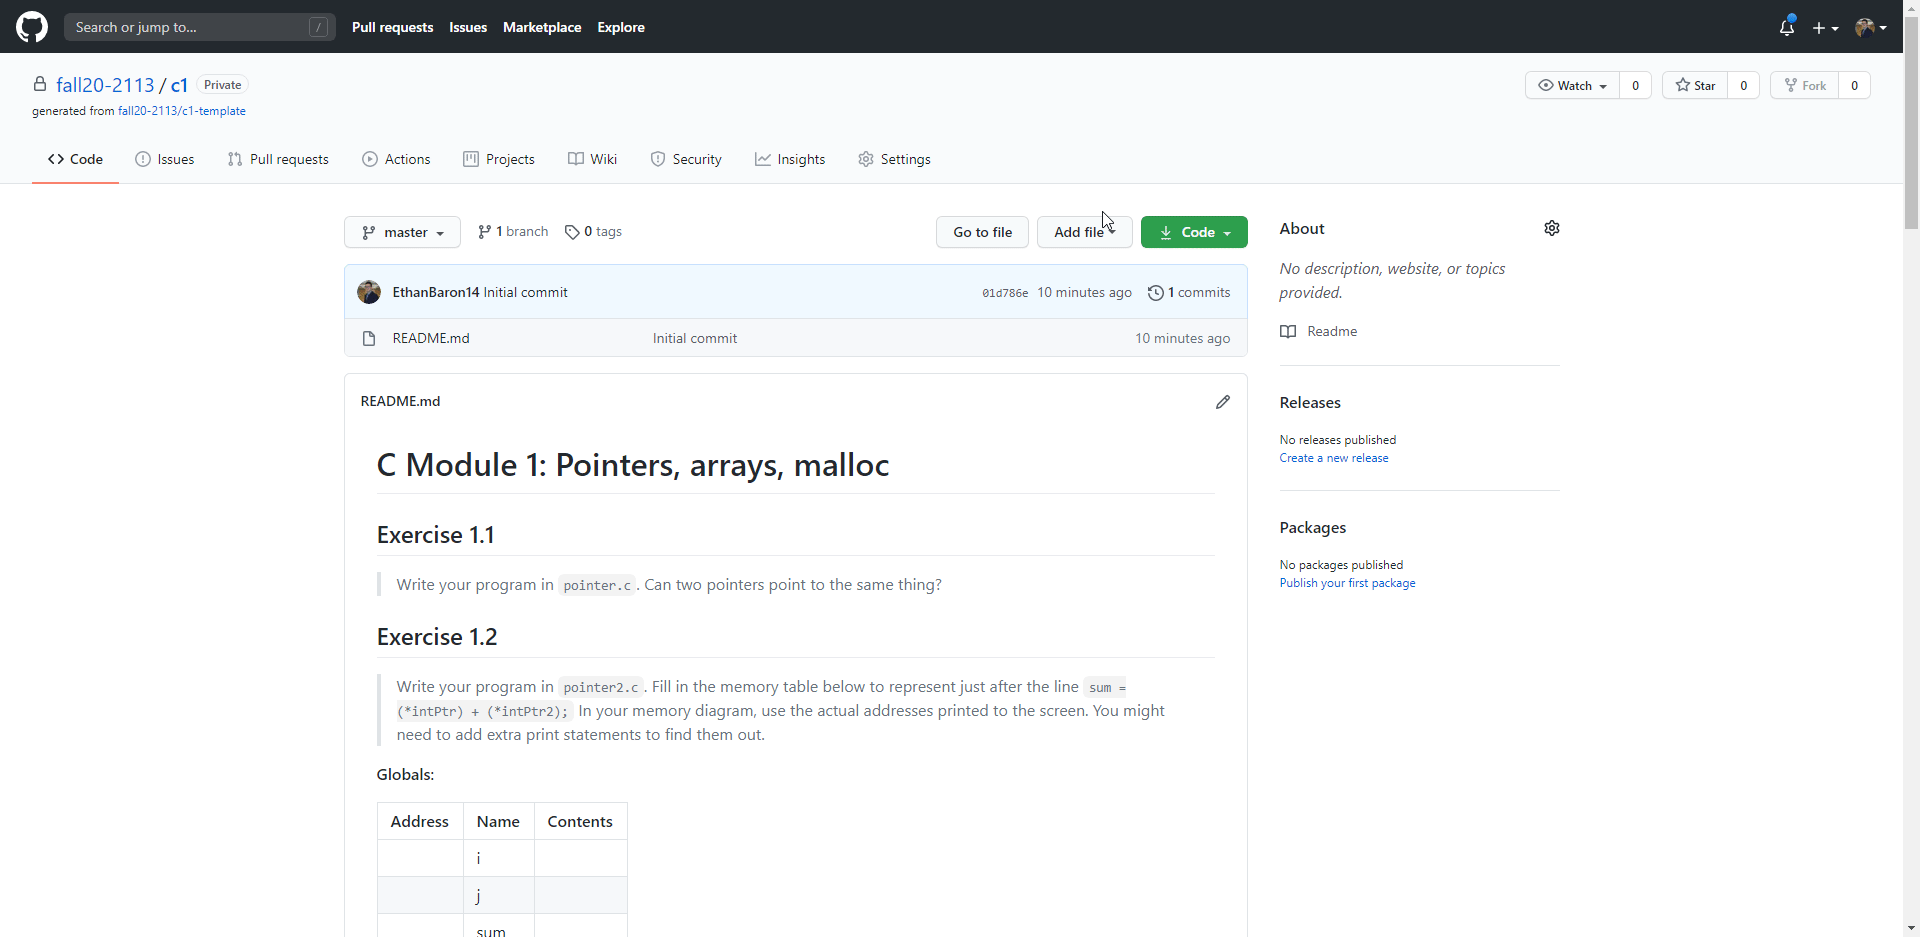 Search or jump to... /
Pull requests Issues Marketplace Explore
fall20-2113 / c1 Private
Watch 0 Star 0 Fork 0
generated from fall20-2113/c1-template
Code Issues Pull requests Actions Projects Wiki Security Insights Settings
master 1 branch 0 tags Go to file Add file Code
EthanBaron14 Initial commit 01d786e 10 minutes ago 1 commits
README.md Initial commit 10 minutes ago
README.md
C Module 1: Pointers, arrays, malloc
Exercise 1.1
Write your program in pointer.c. Can two pointers point to the same thing?
Exercise 1.2
Write your program in pointer2.c. Fill in the memory table below to represent just after the line sum =
(*intPtr) + (*intPtr2); In your memory diagram, use the actual addresses printed to the screen. You might
need to add extra print statements to find them out.
Globals:
Address Name Contents
i
j
sum
About
No description, website, or topics
provided.
Readme
Releases
No releases published
Create a new release
Packages
No packages published
Publish your first package